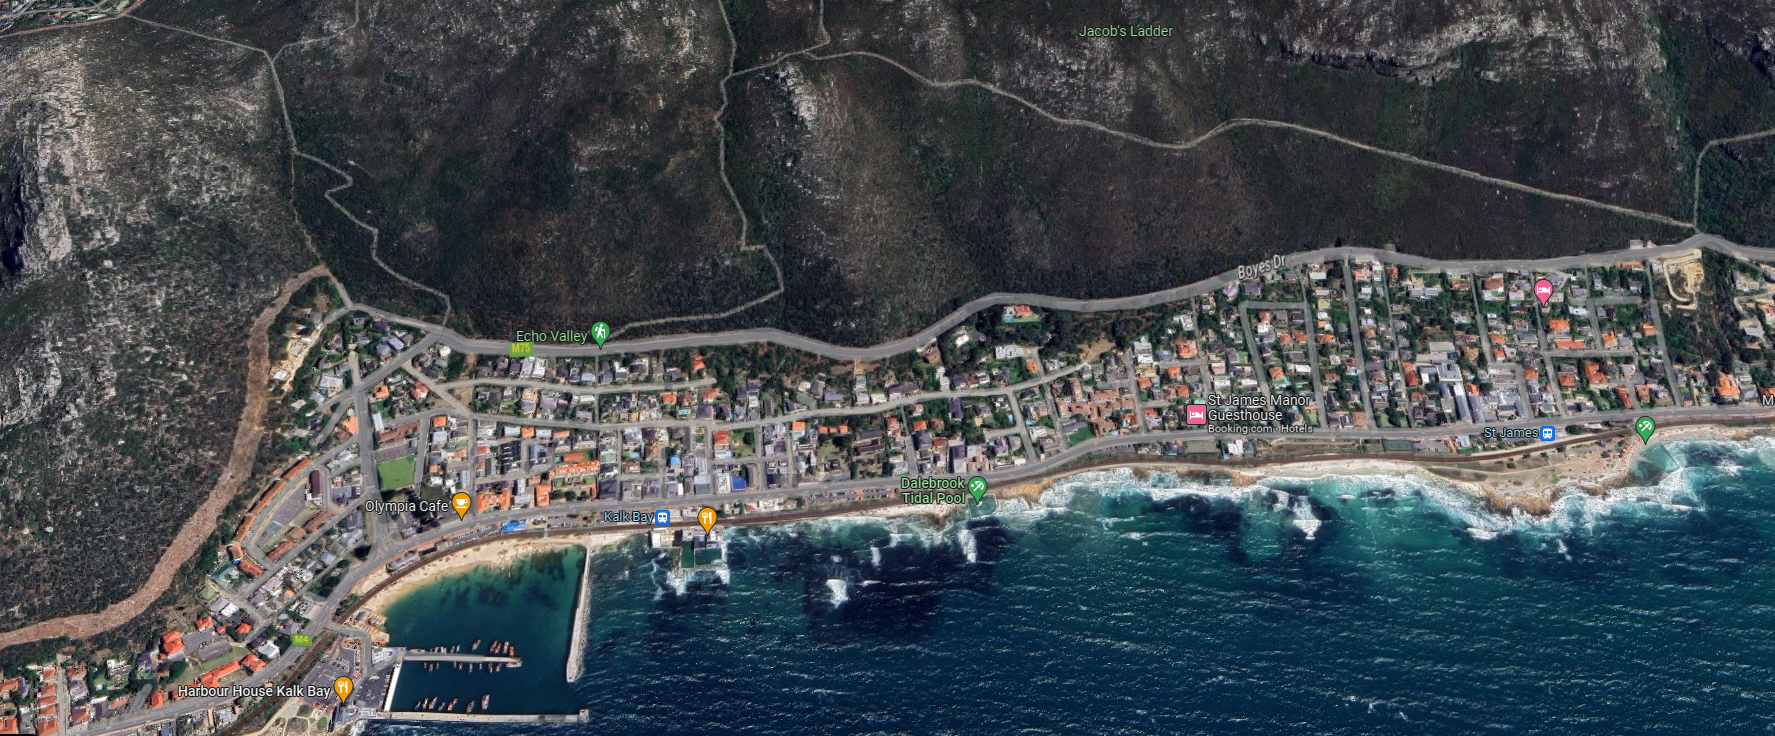 Jacob's Ladder
Boyes Dr
Echo Valley
M75
St James Manor
Guesthouse
Booking.com · Hotels
M
St James
Dalebrook
Tidal Pool
Olympia Cafe
Kalk Bay
M4
Harbour House Kalk Bay